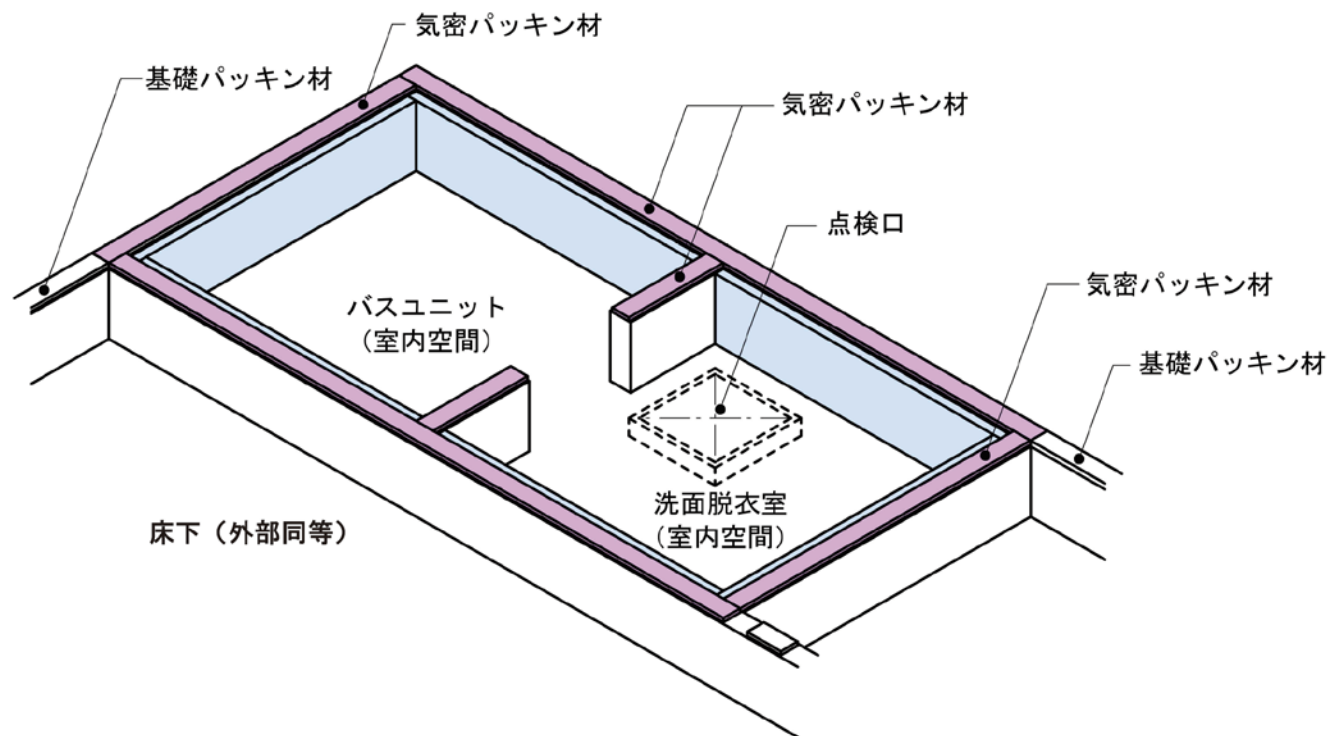 気密パッキン材
基礎パッキン材
気密パッキン材
点検口
気密パッキン材
バスユニット
（室内空間）
基礎パッキン材
洗面脱衣室
（室内空間）
床下（外部同等）